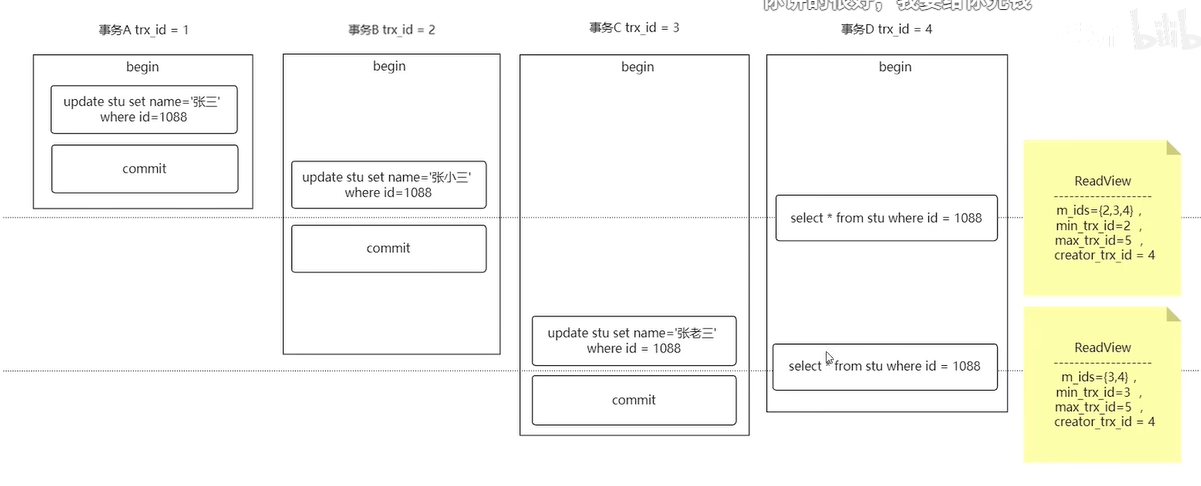 事务A trx_id = 1
begin
update stu set name='张三'
where id=1088
commit
事务B trx_id = 2
begin
update stu set name='张小三'
where id=1088
commit
事务C trx_id = 3
begin
update stu set name='张老三'
where id = 1088
commit
事务D trx_id = 4
begin
select * from stu where id = 1088
select * from stu where id = 1088
ReadView
-------------------
m_ids={2,3,4} ,
min_trx_id=2 ,
max_trx_id=5 ,
creator_trx_id = 4
ReadView
-------------------
m_ids={3,4} ,
min_trx_id=3 ,
max_trx_id=5 ,
creator_trx_id = 4